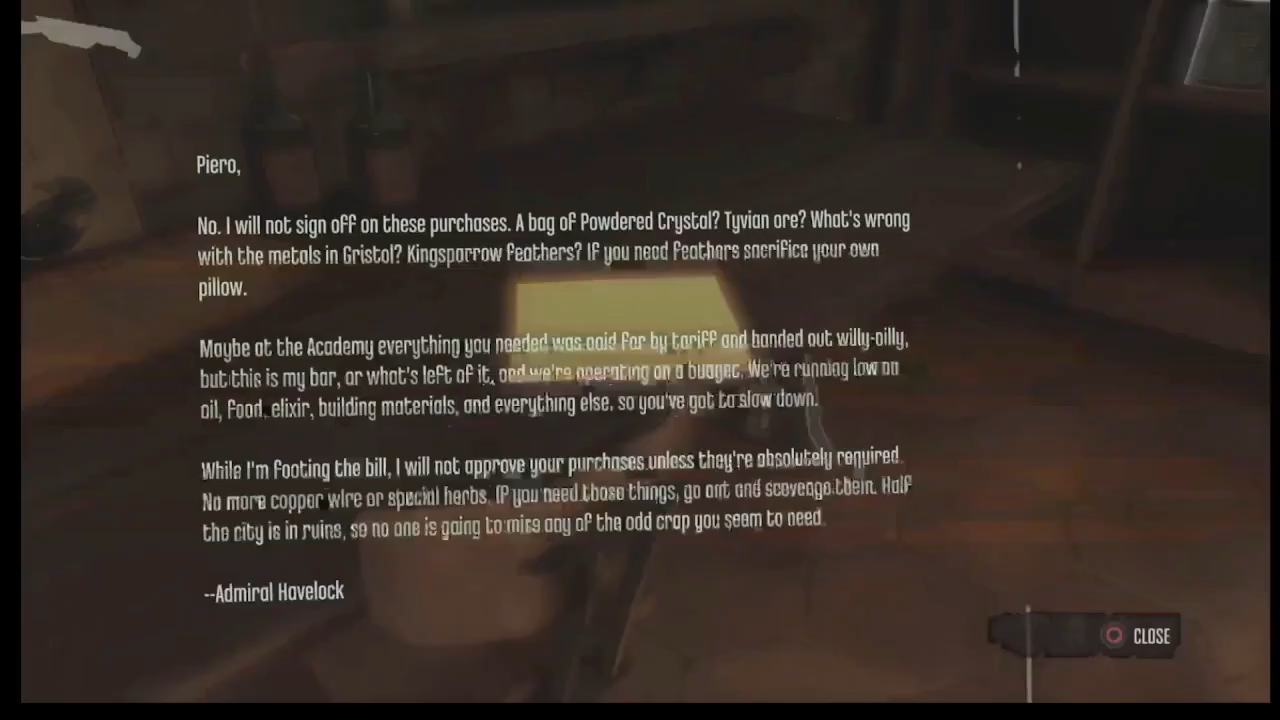 Piero,
No. I will not sign off on these purchases. A bag of Powdered Crystal? Tyvian ore? What's wrong
with the metals in Gristol? Kingsparrow feathers? If you need feathers sacrifice your own
pillow.
Maybe at the Academy everything you needed was paid for by tariff and handed out willy-nilly,
but this is my bar, or what's left of it, and we're operating on a budget. We're running low on
oil, food, elixir, building materials, and everything else, so you've got to slow down.
While I'm footing the bill, I will not approve your purchases unless they're absolutely required.
No more copper wire or special herbs. If you need those things, go out and scavenge them. Half
the city is in ruins, so no one is going to miss any of the odd crap you seem to need.
--Admiral Havelock
CLOSE